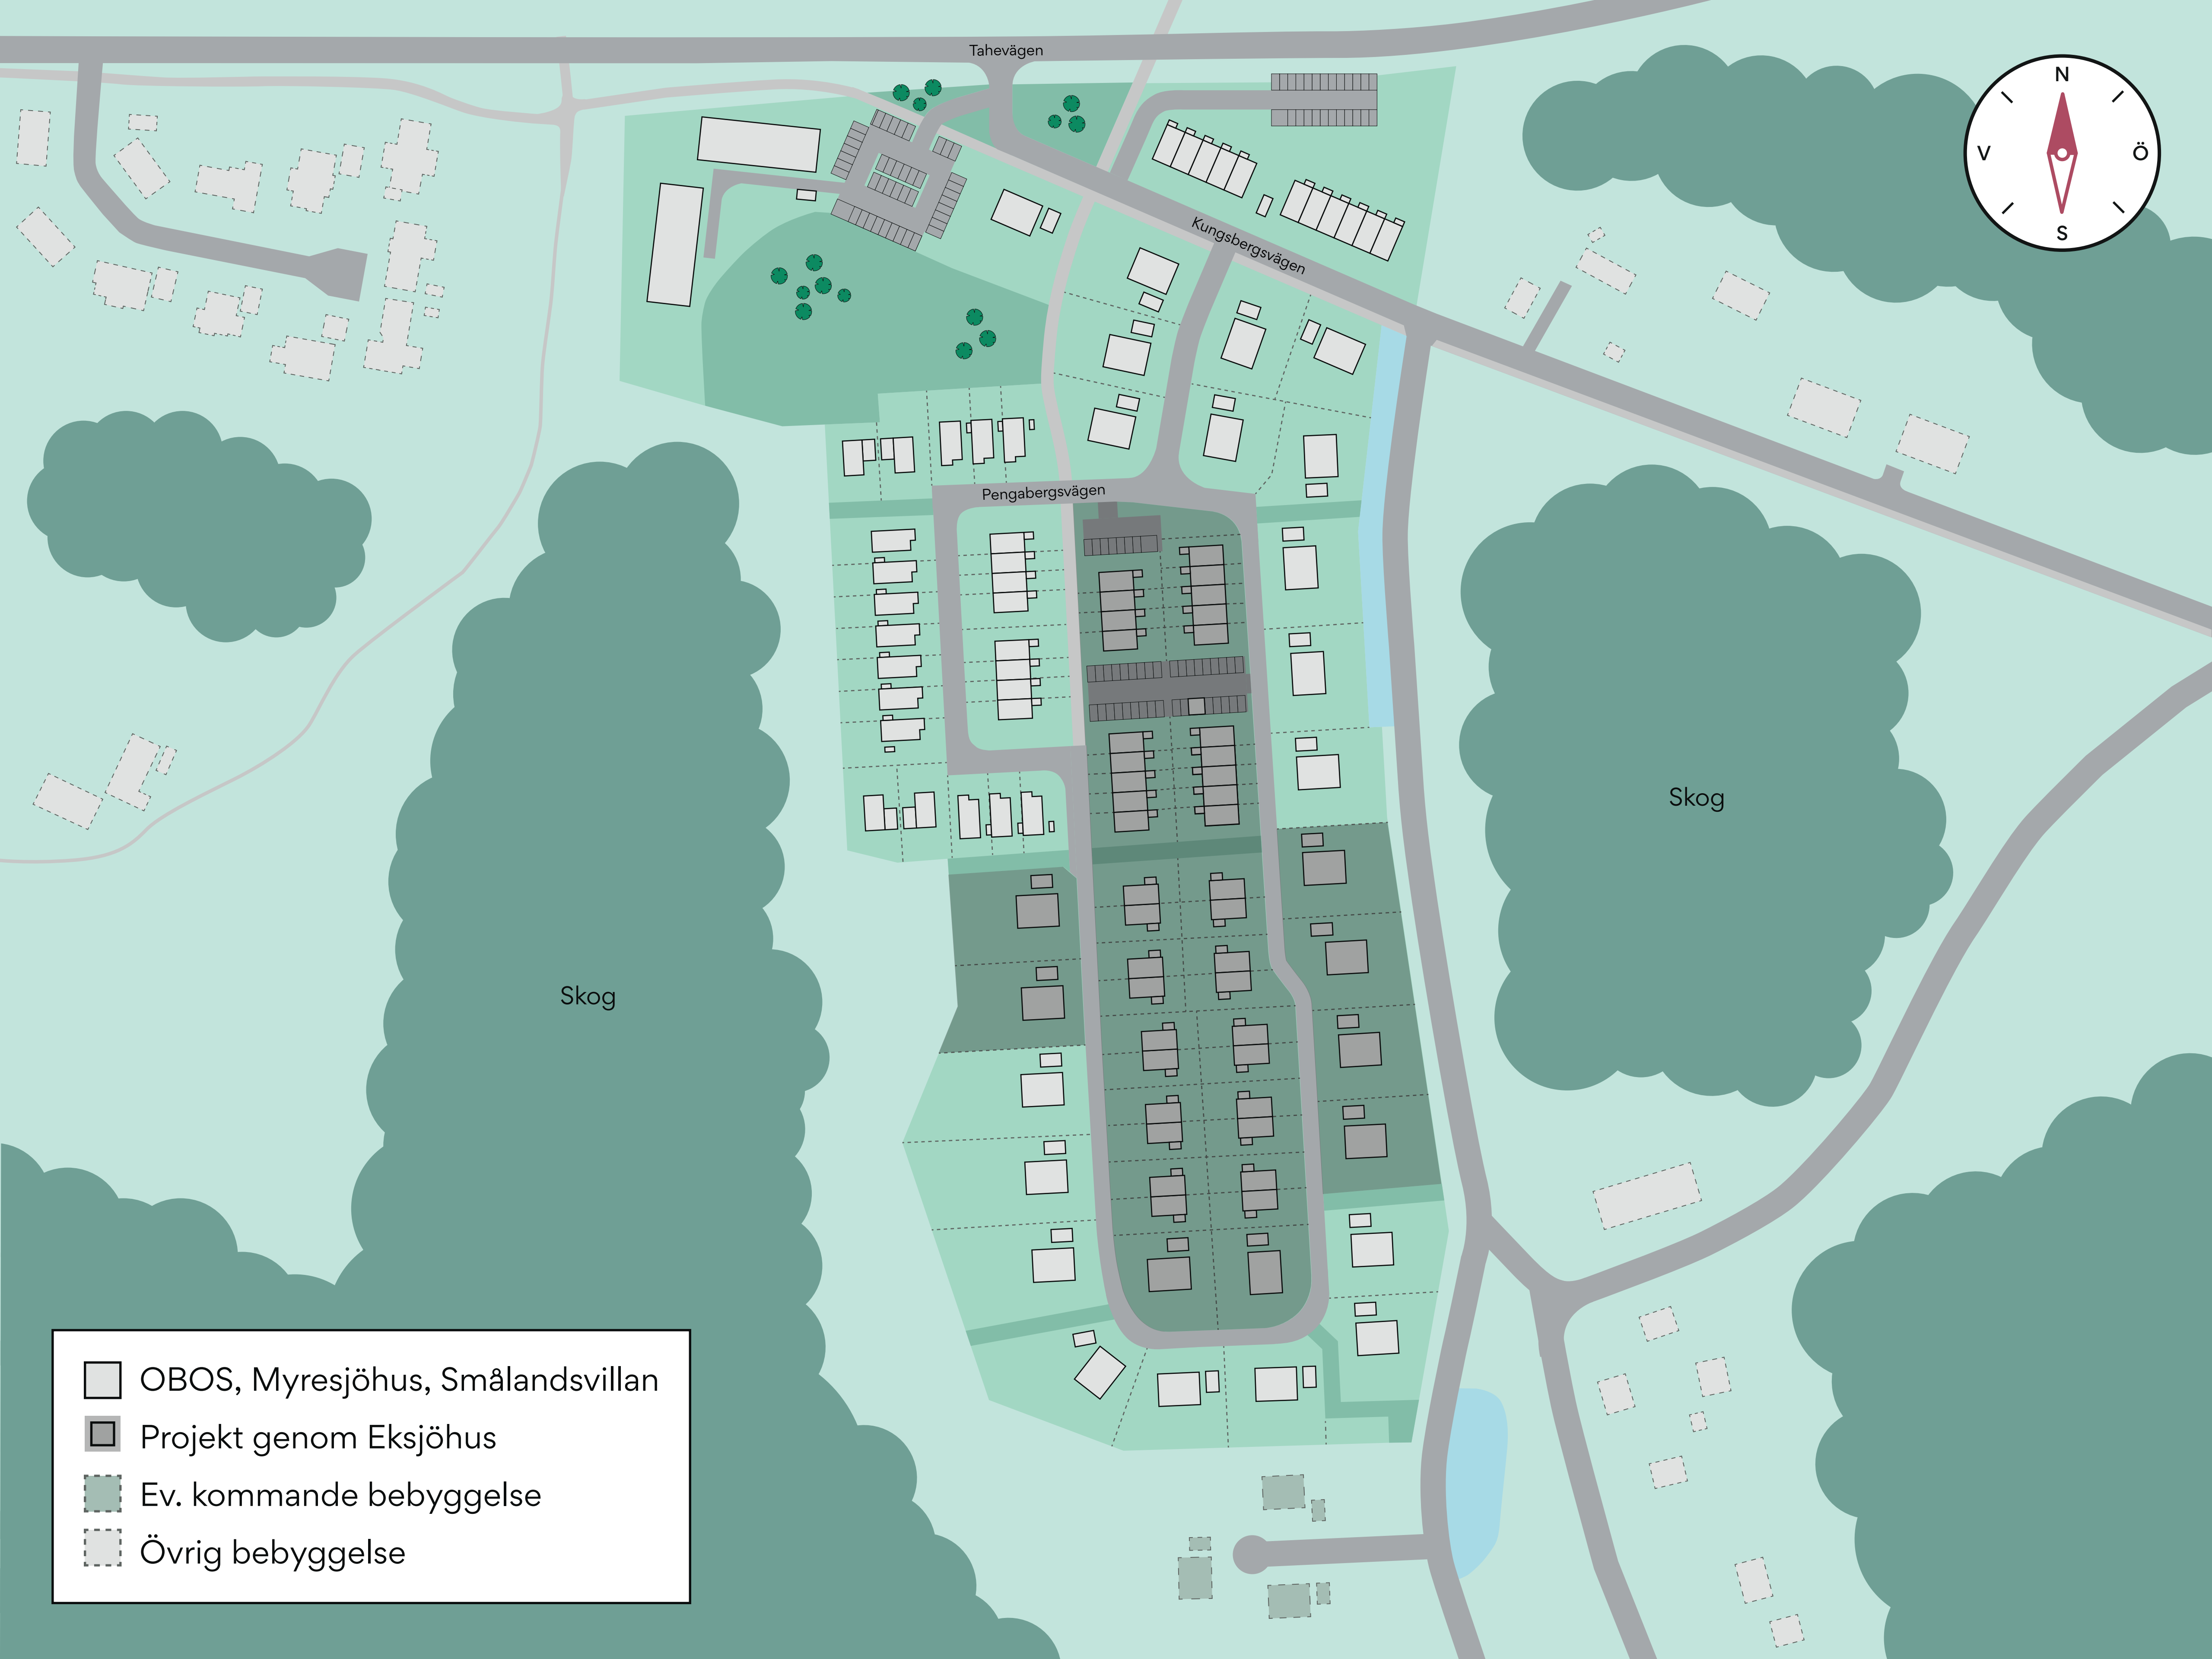 Tahevägen
N
V
Ö
S
Kungsbergsvägen
Pengabergsvägen
Skog
Skog
OBOS, Myresjöhus, Smålandsvillan
Projekt genom Eksjöhus
Ev. kommande bebyggelse
Övrig bebyggelse